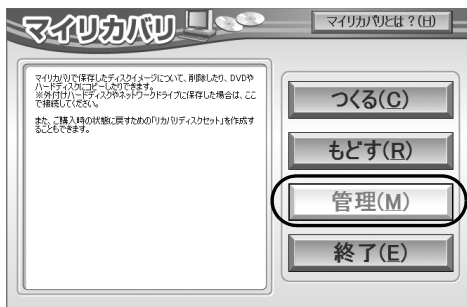 マイリカバリ
マイリカバリとは?(H)
マイリカバリで保存したディスクイメージについて、削除したり、DVDや
ハードディスクにコピーしたりできます。
※外付けハードディスクやネットワークドライブに保存した場合は、ここ
で接続してください。
また、ご購入時の状態に戻すための「リカバリディスクセット」を作成す
ることもできます。
つくる(C)
もどす(R)
管理(M)
終了(E)